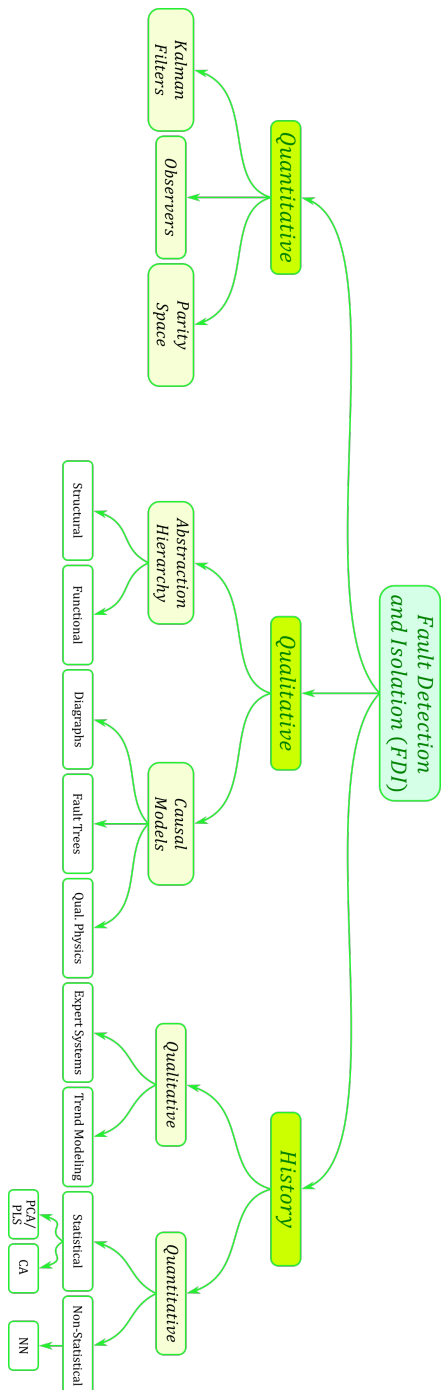 Fault Detection
and Isolation (FDI)
Quantitative
Qualitative
History
Kalman
Filters
Observers
Parity
Space
Abstraction
Hierarchy
Causal
Models
Qualitative
Quantitative
Structural
Functional
Diagraphs
Fault Trees
Qual. Physics
Expert Systems
Trend Modeling
Statistical
Non-Statistical
PCA/
PLS
CA
NN